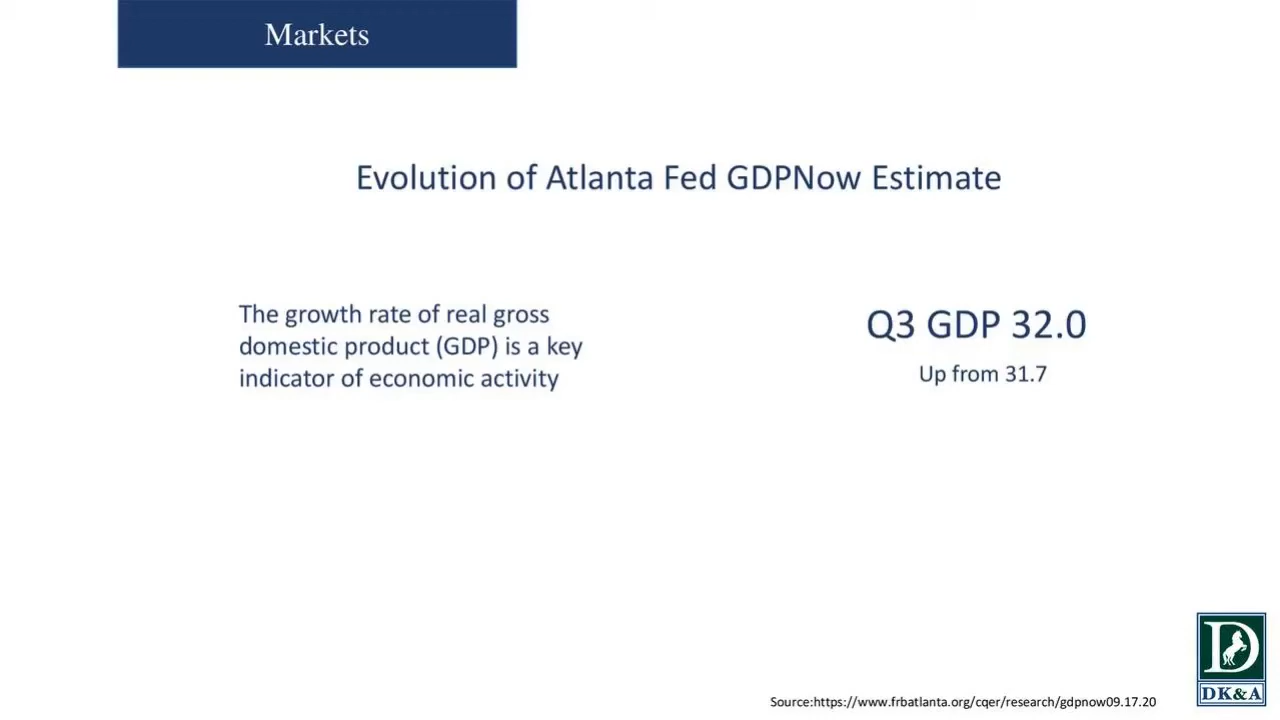 Markets
Evolution of Atlanta Fed GDPNow Estimate
The growth rate of real gross
domestic product (GDP) is a key
indicator of economic activity
Q3 GDP 32.0
Up from 31.7
Source:https://www.frbatlanta.org/cqer/research/gdpnow09.17.20
D
DK&A